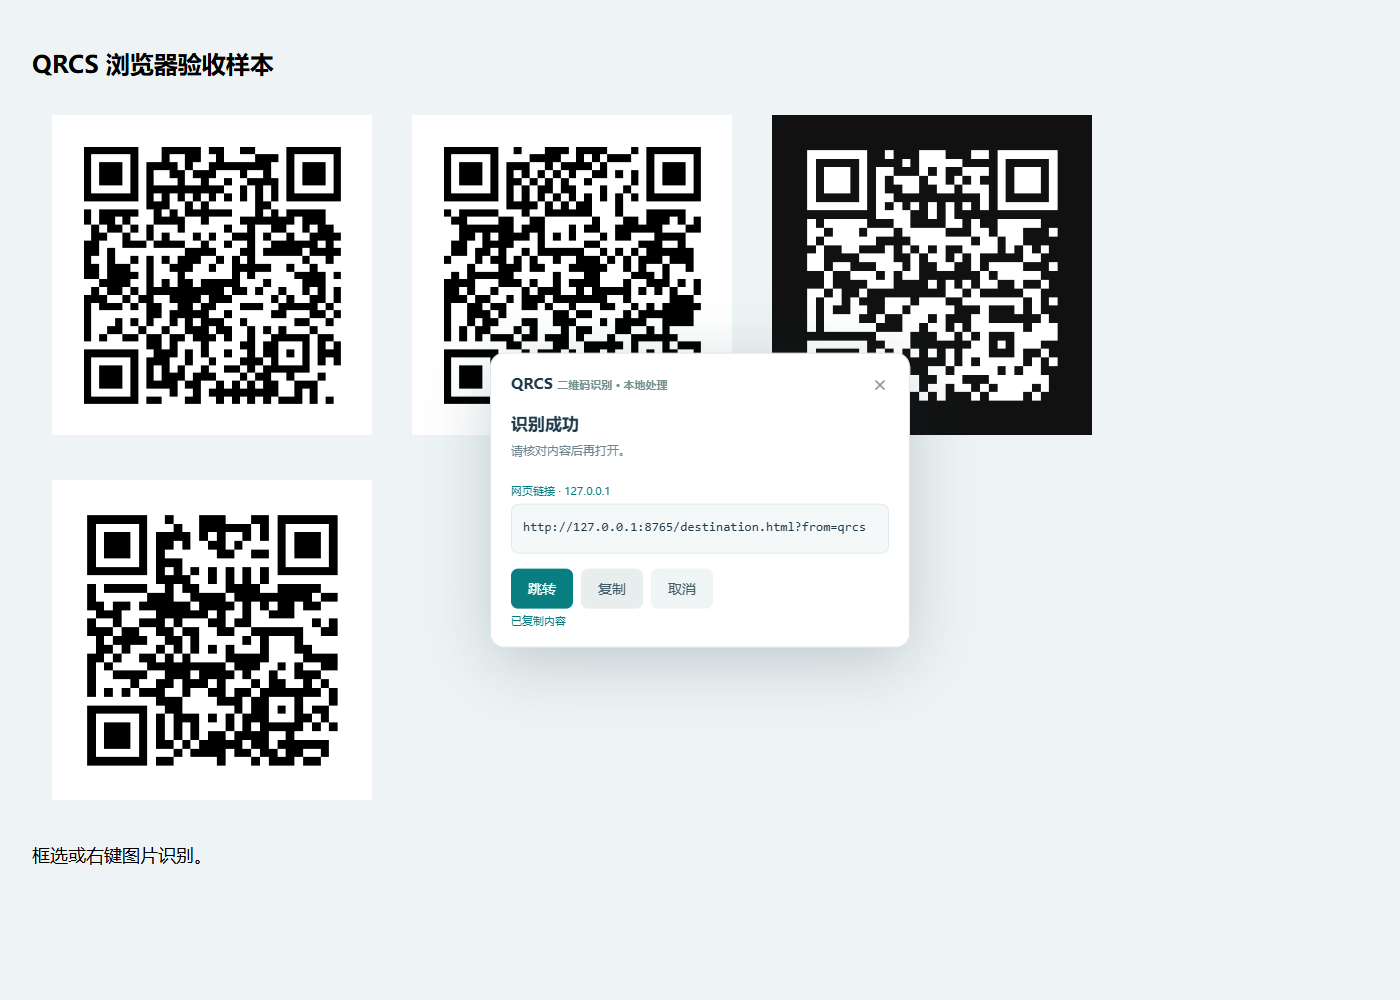 QRCS 浏览器验收样本
QRCS 二维码识别 • 本地处理
识别成功
请核对内容后再打开。
网页链接 · 127.0.0.1
http://127.0.0.1:8765/destination.html?from=qrcs
跳转 复制 取消
已复制内容
框选或右键图片识别。